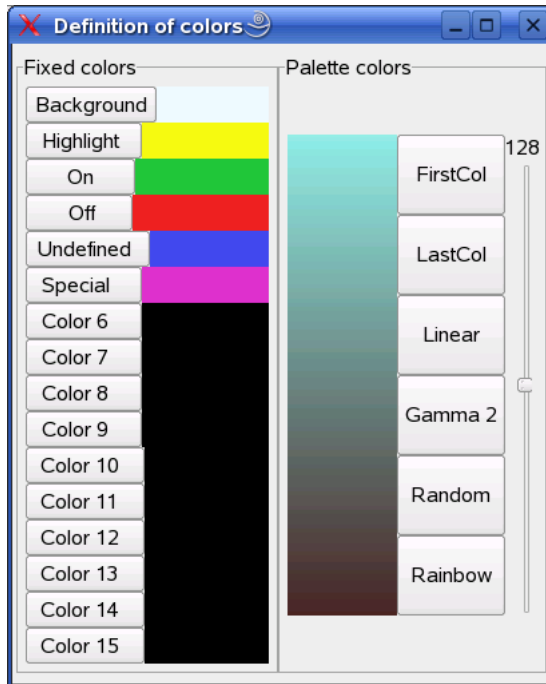 Definition of colors
Fixed colors
Background
Highlight
On
Off
Undefined
Special
Color 6
Color 7
Color 8
Color 9
Color 10
Color 11
Color 12
Color 13
Color 14
Color 15
Palette colors
128
FirstCol
LastCol
Linear
Gamma 2
Random
Rainbow